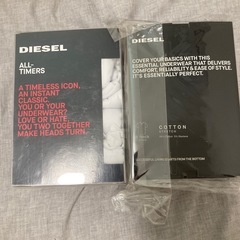 DIESEL
ALL-
TIMERS
A TIMELESS ICON,
AN INSTANT
CLASSIC.
YOU OR YOUR
UNDERWEAR?
LOVE OR HATE,
YOU TWO TOGETHER
MAKE HEADS TURN.
DIESEL
COVER YOUR BASICS WITH THIS
ESSENTIAL UNDERWEAR THAT DELIVERS
COMFORT, RELIABILITY & EASE OF STYLE.
IT'S ESSENTIALLY PERFECT.
COTTON
STRETCH